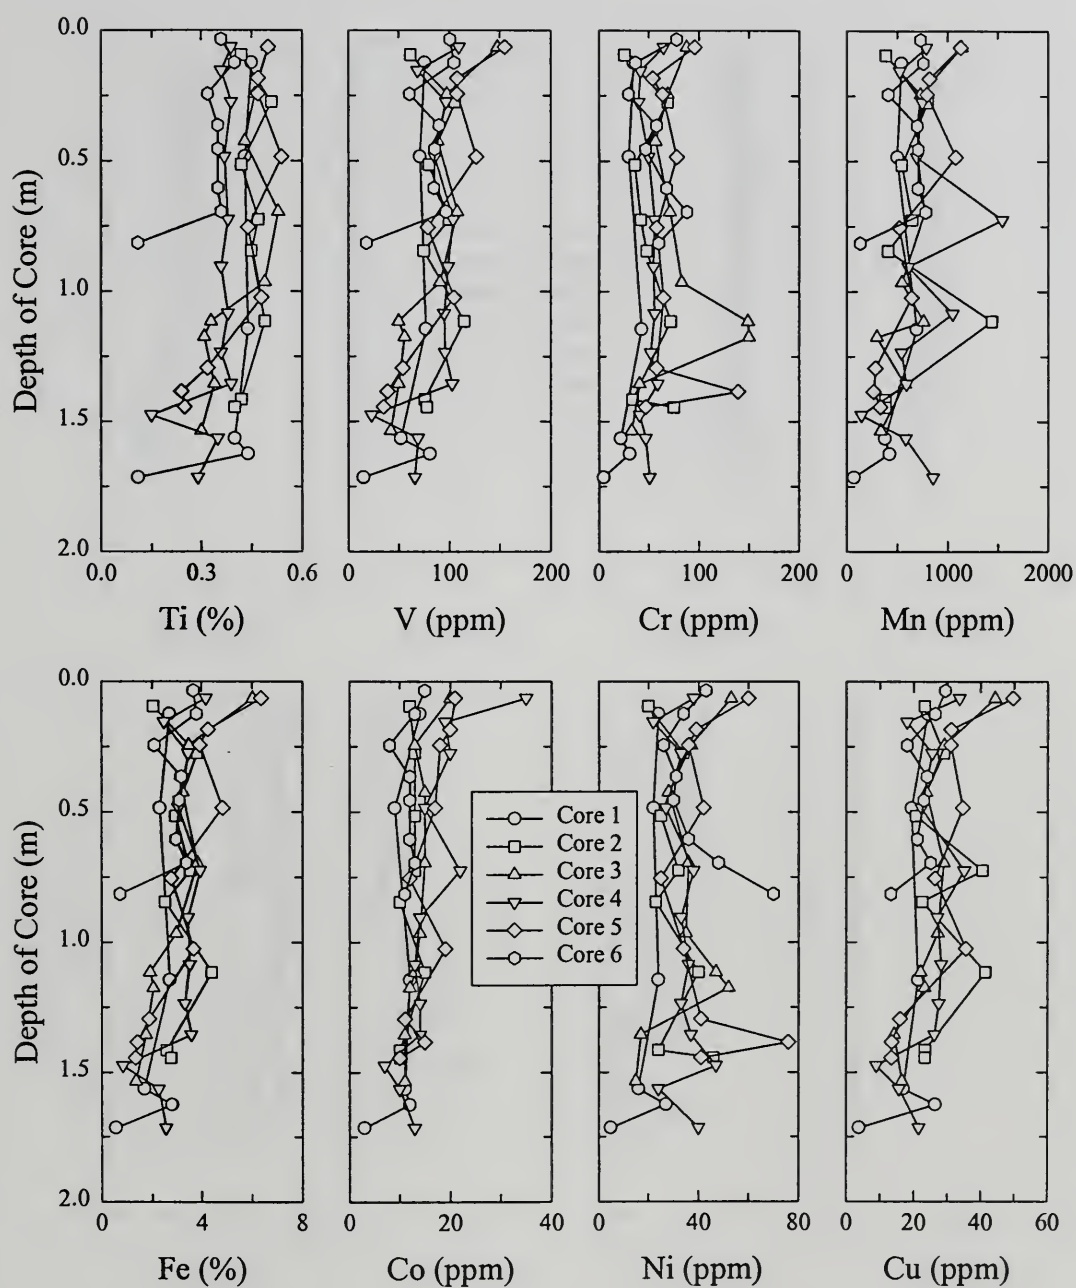 Depth of Core (m)
0.0
0.5
1.0
1.5
2.0
0.0 0.3 0.6
0 100 200
0 100 200
0 1000 2000
Ti (%)
V (ppm)
Cr (ppm)
Mn (ppm)
Depth of Core (m)
0.0
0.5
1.0
1.5
2.0
Core 1
Core 2
Core 3
Core 4
Core 5
Core 6
0 4 8
0 20 40
0 40 80
0 20 40 60
Fe (%)
Co (ppm)
Ni (ppm)
Cu (ppm)